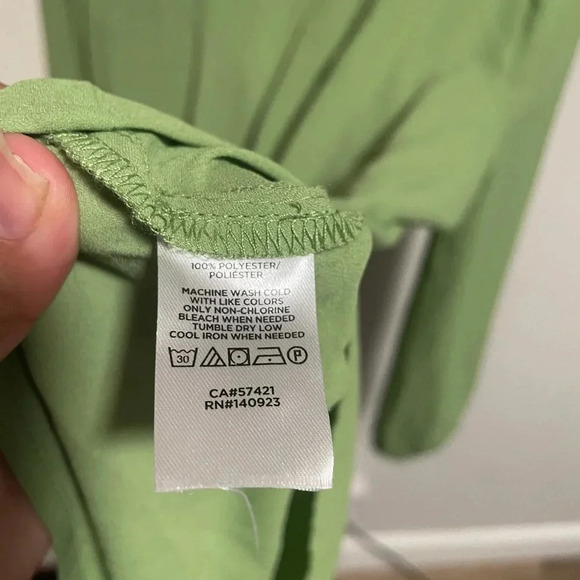 100% POLYESTER/
POLIÉSTER
MACHINE WASH COLD
WITH LIKE COLORS
ONLY NON-CHLORINE
BLEACH WHEN NEEDED
TUMBLE DRY LOW
COOL IRON WHEN NEEDED
30 P
CA#57421
RN#140923